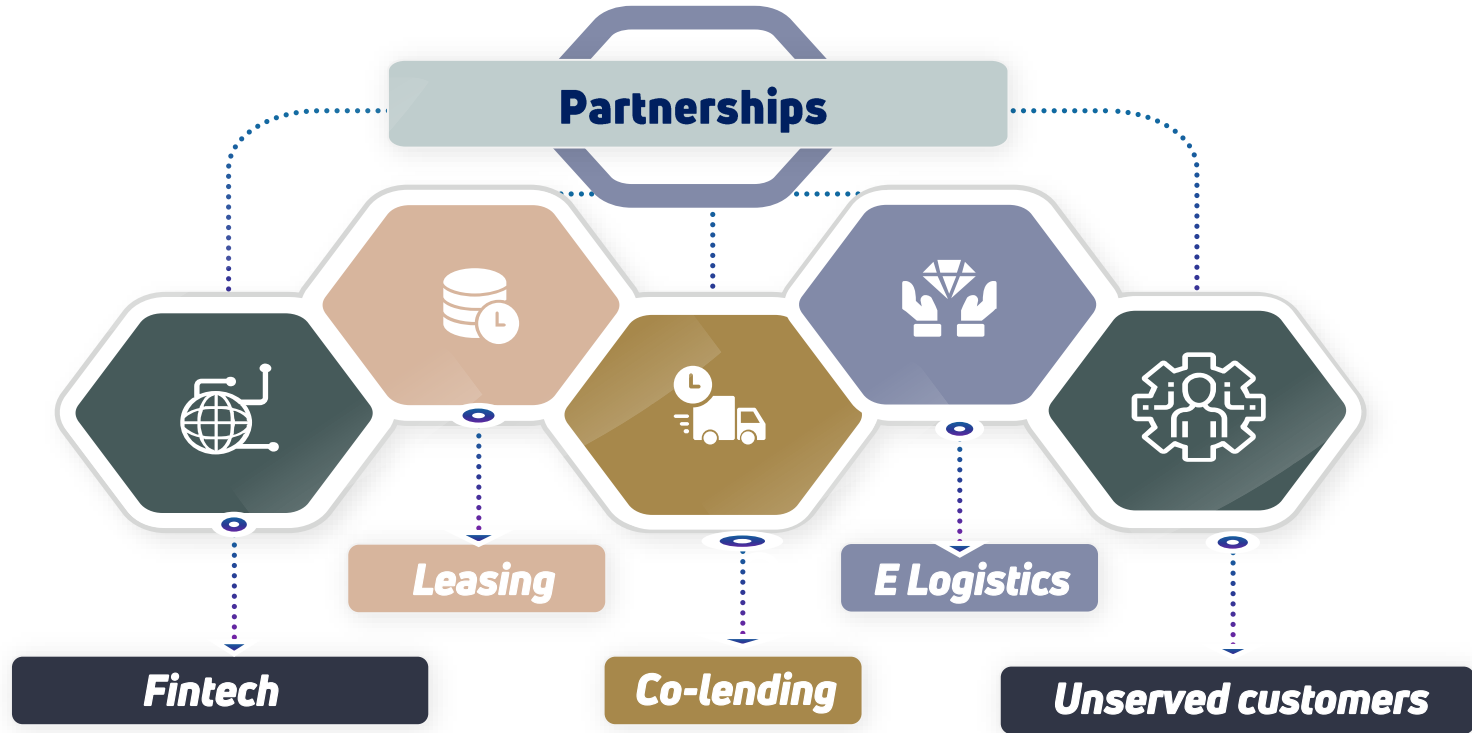 Partnerships
Leasing
E Logistics
Fintech
Co-lending
Unserved customers